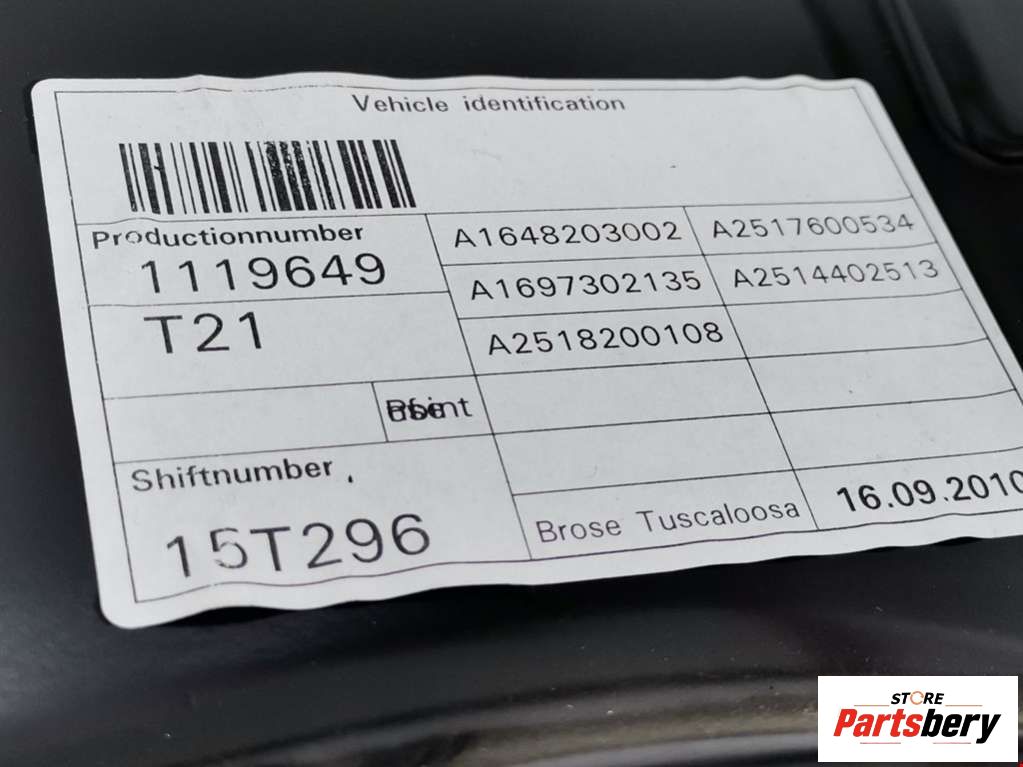 Vehicle identification
Productionnumber
1119649
A1648203002 A2517600534
A1697302135 A2514402513
T21
A2518200108
Shiftnumber
15T296
Brose Tuscaloosa
16.09.2010
STORE
Partsbery